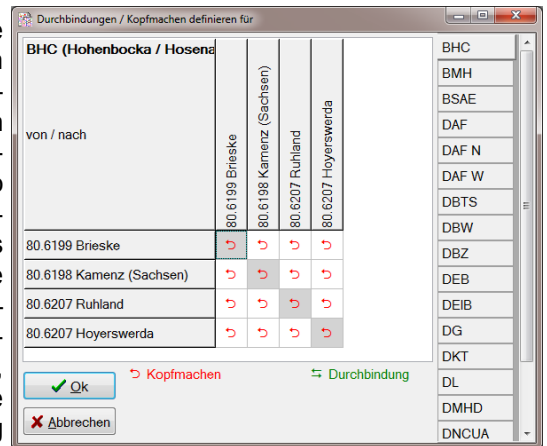 Durchbindungen / Kopfmachen definieren für
BHC (Hohenbocka / Hosena
von / nach
80.6199 Brieske
80.6198 Kamenz (Sachsen)
80.6207 Ruhland
80.6207 Hoyerswerda
80.6199 Brieske
80.6198 Kamenz (Sachsen)
80.6207 Ruhland
80.6207 Hoyerswerda
Kopfmachen
Durchbindung
Ok
Abbrechen
BHC
BMH
BSAE
DAF
DAF N
DAF W
DBTS
DBW
DBZ
DEB
DEIB
DG
DKT
DL
DMHD
DNCUA